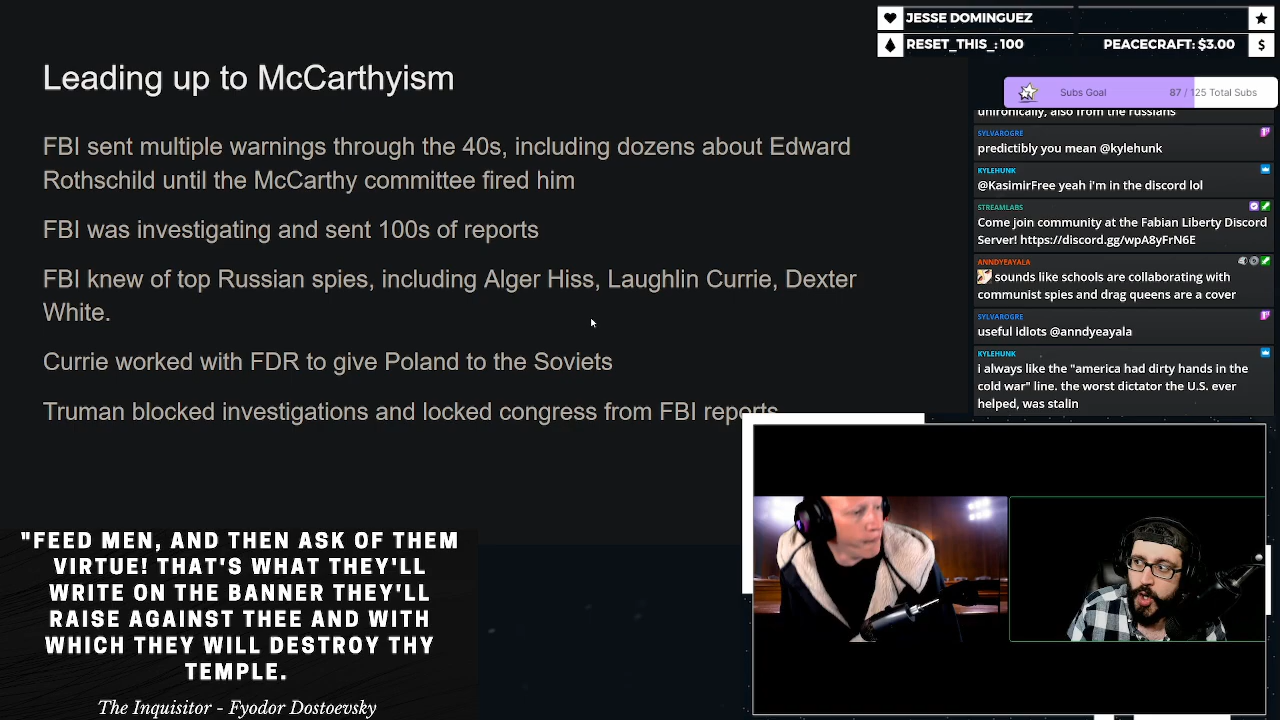 Leading up to McCarthyism
FBI sent multiple warnings through the 40s, including dozens about Edward
Rothschild until the McCarthy committee fired him
FBI was investigating and sent 100s of reports
FBI knew of top Russian spies, including Alger Hiss, Laughlin Currie, Dexter
White.
Currie worked with FDR to give Poland to the Soviets
Truman blocked investigations and locked congress from FBI reports
JESSE DOMINGUEZ
RESET_THIS_: 100
PEACECRAFT: $3.00
Subs Goal
87 / 125 Total Subs
unironically, also from the russians
SYLVAROGRE
predictibly you mean @kylehunk
KYLEHUNK
@KasimirFree yeah i'm in the discord lol
STREAMLABS
Come join community at the Fabian Liberty Discord
Server! https://discord.gg/wpA8yFrN6E
ANNDYEAYALA
sounds like schools are collaborating with
communist spies and drag queens are a cover
SYLVAROGRE
useful idiots @anndyeayala
KYLEHUNK
i always like the "america had dirty hands in the
cold war" line. the worst dictator the U.S. ever
helped, was stalin
"FEED MEN, AND THEN ASK OF THEM
VIRTUE! THAT'S WHAT THEY'LL
WRITE ON THE BANNER THEY'LL
RAISE AGAINST THEE AND WITH
WHICH THEY WILL DESTROY THY
TEMPLE.
The Inquisitor - Fyodor Dostoevsky